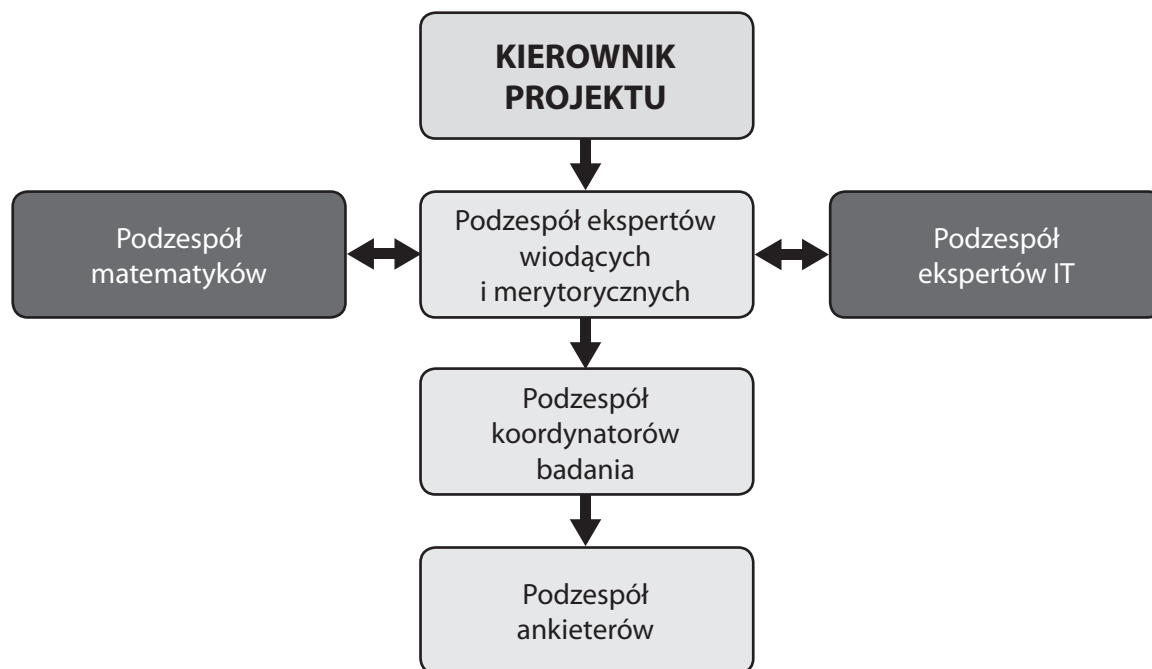 KIEROWNIK
PROJEKTU
Podzespół
matematyków
Podzespół ekspertów
wiodących
i merytorycznych
Podzespół
ekspertów IT
Podzespół
koordynatorów
badania
Podzespół
ankieterów